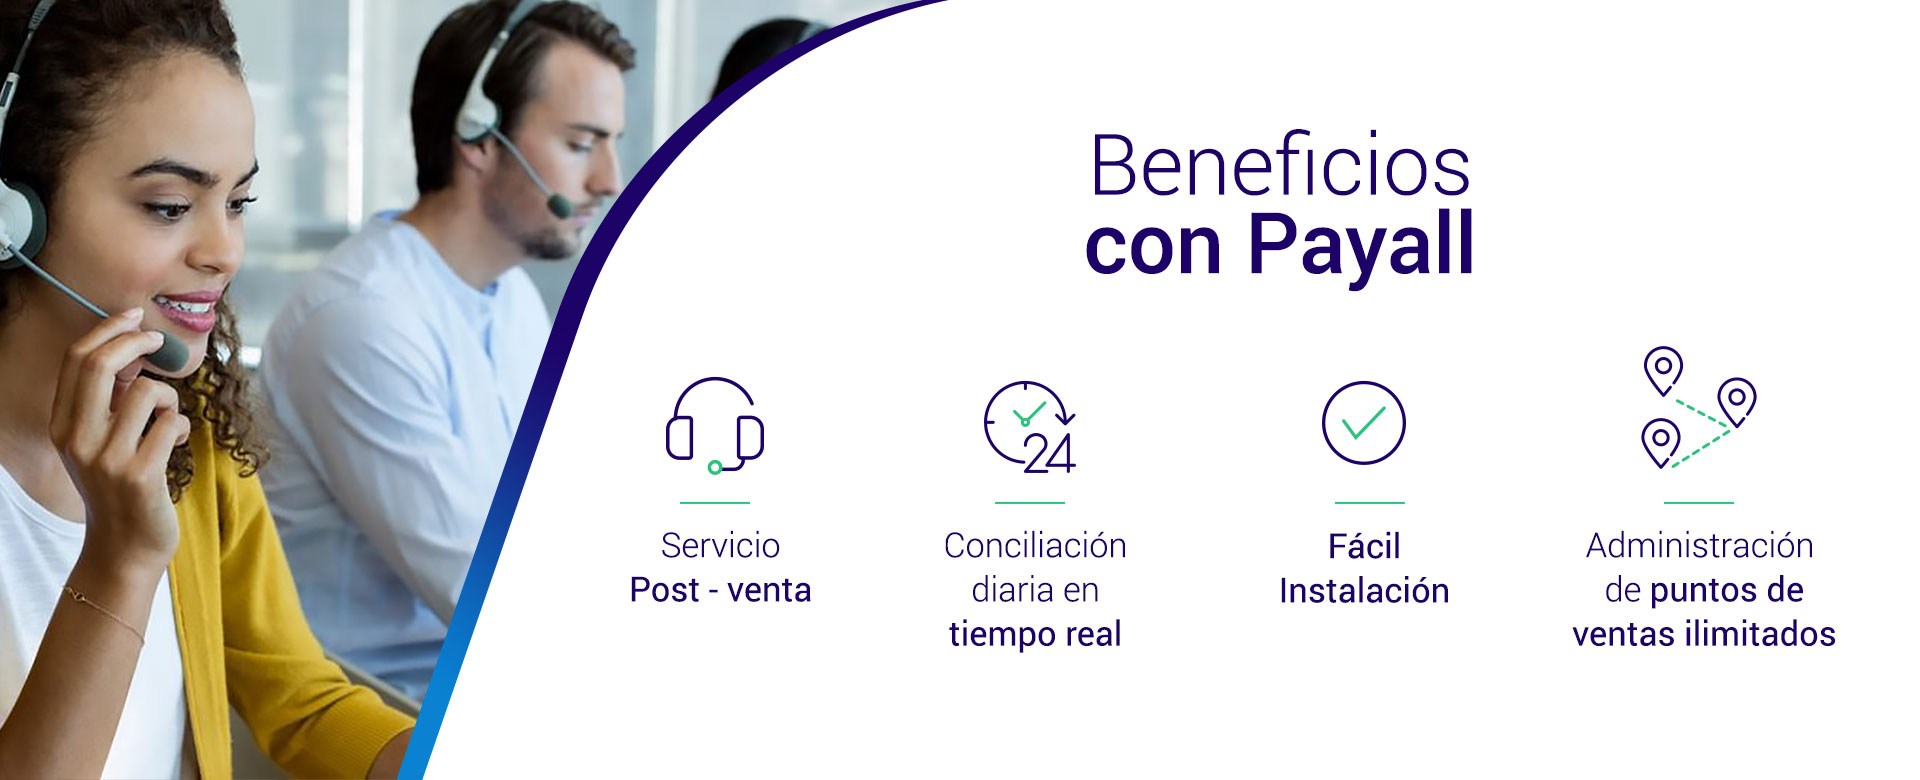 Beneficios
con Payall
24
Servicio
Post - venta
Conciliación
diaria en
tiempo real
Fácil
Instalación
Administración
de puntos de
ventas ilimitados